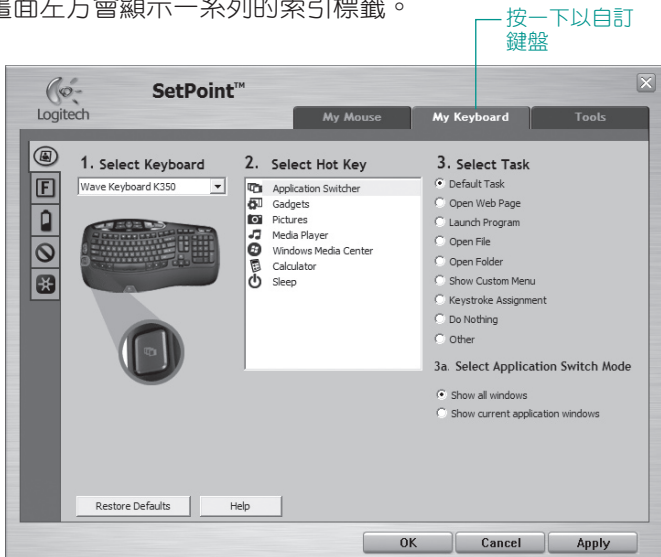 畫面左方會顯示一系列的索引標籤。
按一下以自訂
鍵盤
Logitech
SetPoint™
My Mouse
My Keyboard
Tools
1. Select Keyboard
Wave Keyboard K350
2. Select Hot Key
Application Switcher
Gadgets
Pictures
Media Player
Windows Media Center
Calculator
Sleep
3. Select Task
Default Task
Open Web Page
Launch Program
Open File
Open Folder
Show Custom Menu
Keystroke Assignment
Do Nothing
Other
3a. Select Application Switch Mode
Show all windows
Show current application windows
F
Restore Defaults
Help
OK
Cancel
Apply